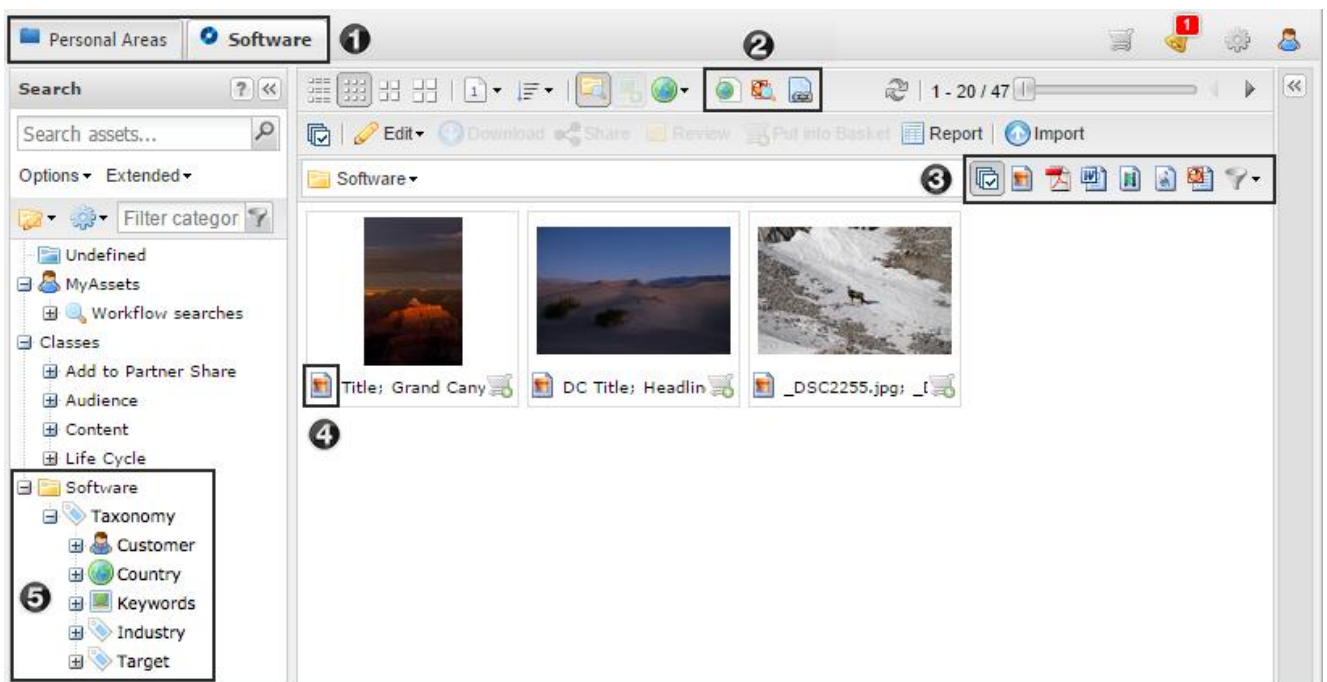 Personal Areas Software 1
2
1
Search ? «
1 1 - 20 / 47 «
Search assets...
Edit Download Share Review Put into Basket Report Import
Options Extended
Software 3
Filter categor
Undefined
MyAssets
Workflow searches
Classes
Add to Partner Share
Title; Grand Cany DC Title; Headlin _DSC2255.jpg; _
Audience
Content
4
Life Cycle
Software
Taxonomy
Customer
Country
5
Keywords
Industry
Target